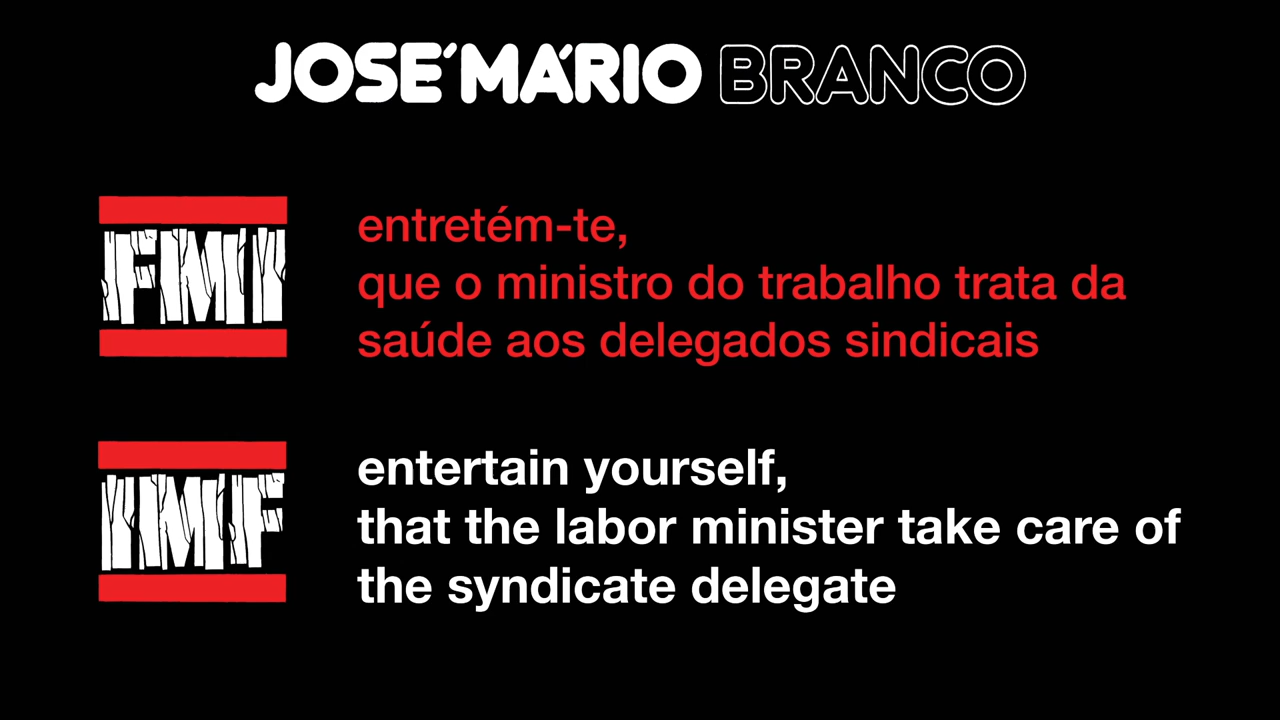 JOSÉ MÁRIO BRANCO
FMI
entretém-te,
que o ministro do trabalho trata da
saúde aos delegados sindicais
IMF
entertain yourself,
that the labor minister take care of
the syndicate delegate